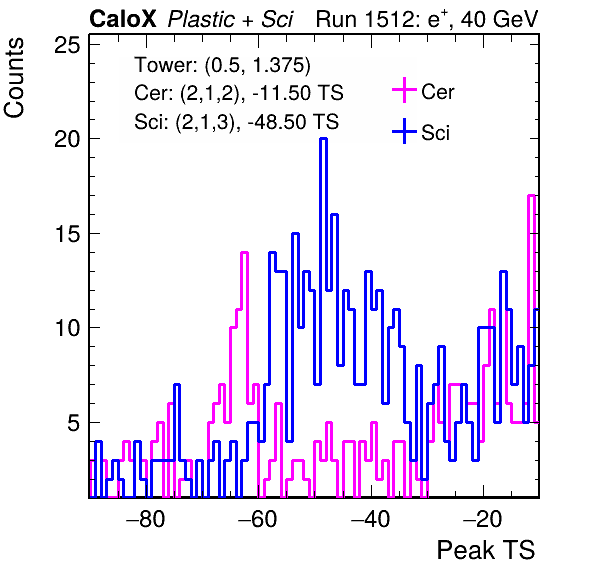 CaloX Plastic + Sci Run 1512: e+, 40 GeV
Counts
25
20
15
10
5
Tower: (0.5, 1.375)
Cer: (2,1,2), -11.50 TS
Sci: (2,1,3), -48.50 TS
Cer
Sci
−80 −60 −40 −20
Peak TS